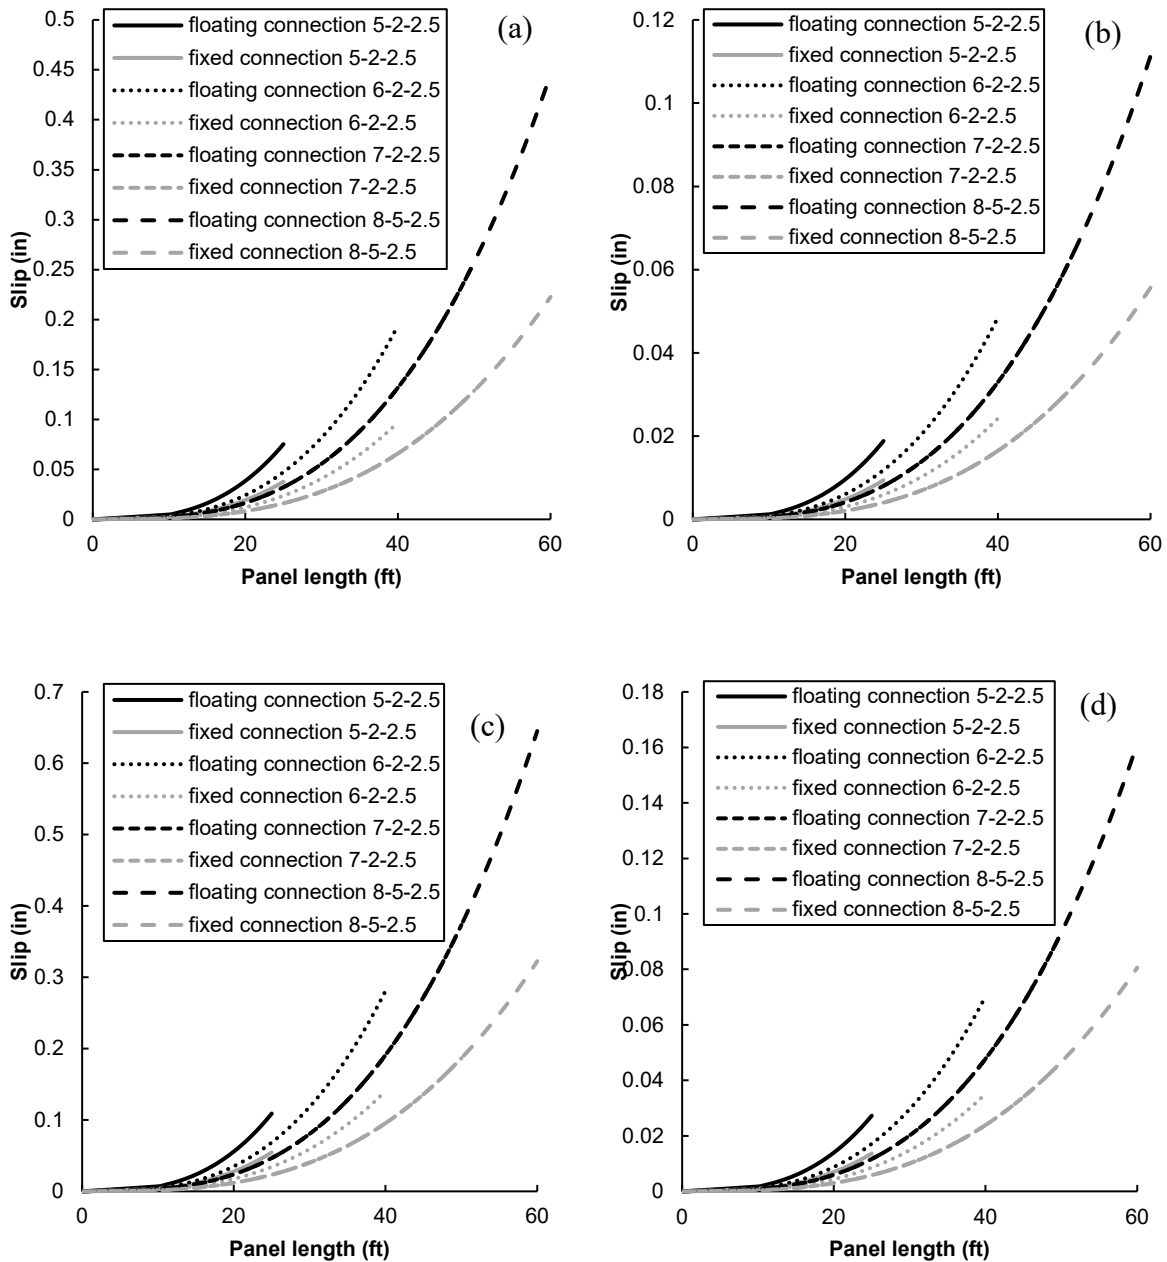 (a)
floating connection 5-2-2.5
fixed connection 5-2-2.5
floating connection 6-2-2.5
fixed connection 6-2-2.5
floating connection 7-2-2.5
fixed connection 7-2-2.5
floating connection 8-5-2.5
fixed connection 8-5-2.5
Slip (in)
0.5
0.45
0.4
0.35
0.3
0.25
0.2
0.15
0.1
0.05
0
0 20 40 60
Panel length (ft)
(b)
floating connection 5-2-2.5
fixed connection 5-2-2.5
floating connection 6-2-2.5
fixed connection 6-2-2.5
floating connection 7-2-2.5
fixed connection 7-2-2.5
floating connection 8-5-2.5
fixed connection 8-5-2.5
Slip (in)
0.12
0.1
0.08
0.06
0.04
0.02
0
0 20 40 60
Panel length (ft)
(c)
floating connection 5-2-2.5
fixed connection 5-2-2.5
floating connection 6-2-2.5
fixed connection 6-2-2.5
floating connection 7-2-2.5
fixed connection 7-2-2.5
floating connection 8-5-2.5
fixed connection 8-5-2.5
Slip (in)
0.7
0.6
0.5
0.4
0.3
0.2
0.1
0
0 20 40 60
Panel length (ft)
(d)
floating connection 5-2-2.5
fixed connection 5-2-2.5
floating connection 6-2-2.5
fixed connection 6-2-2.5
floating connection 7-2-2.5
fixed connection 7-2-2.5
floating connection 8-5-2.5
fixed connection 8-5-2.5
Slip (in)
0.18
0.16
0.14
0.12
0.1
0.08
0.06
0.04
0.02
0
0 20 40 60
Panel length (ft)